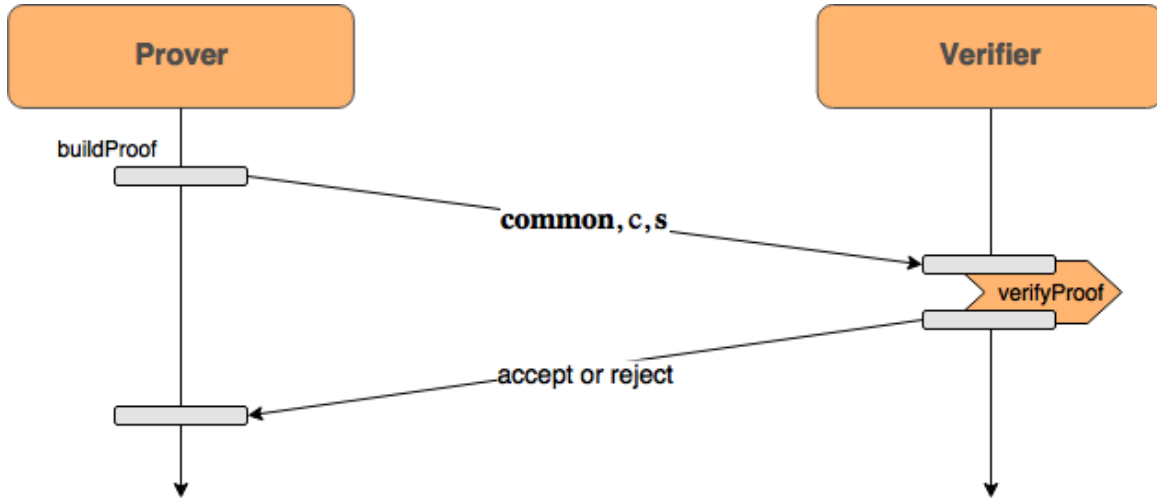 Prover
Verifier
buildProof
common, c, s
verifyProof
accept or reject